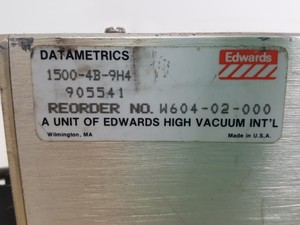 DATAMETRICS
Edwards
1500-4B-9H4
905541
REORDER NO. W604-02-000
A UNIT OF EDWARDS HIGH VACUUM INT'L
Wilmington, MA Made in U.S.A.